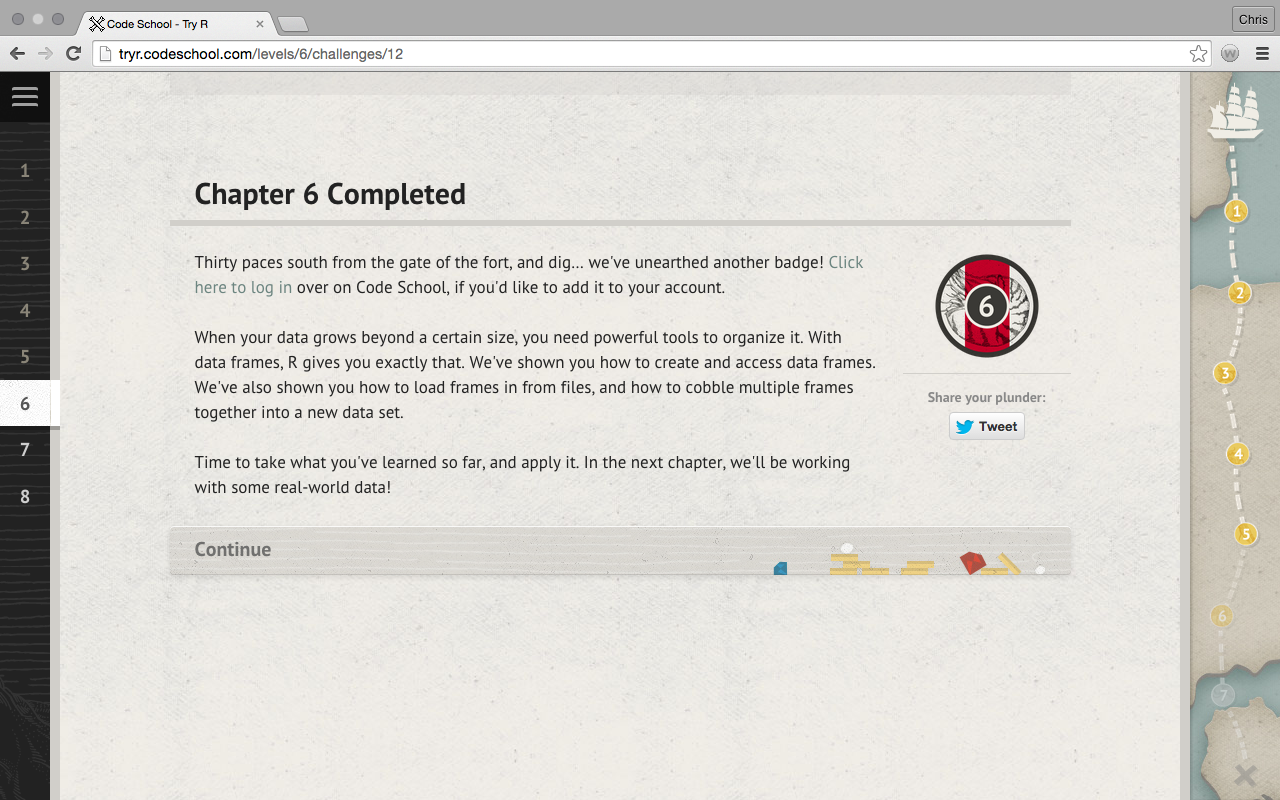 Code School - Try R
Chris
tryr.codeschool.com/levels/6/challenges/12
W
1
2
3
4
5
6
7
8
Chapter 6 Completed
Thirty paces south from the gate of the fort, and dig... we've unearthed another badge! Click
here to log in over on Code School, if you'd like to add it to your account.
When your data grows beyond a certain size, you need powerful tools to organize it. With
data frames, R gives you exactly that. We've shown you how to create and access data frames.
We've also shown you how to load frames in from files, and how to cobble multiple frames
together into a new data set.
Time to take what you've learned so far, and apply it. In the next chapter, we'll be working
with some real-world data!
6
Share your plunder:
Tweet
Continue
1
2
3
4
5
6
7